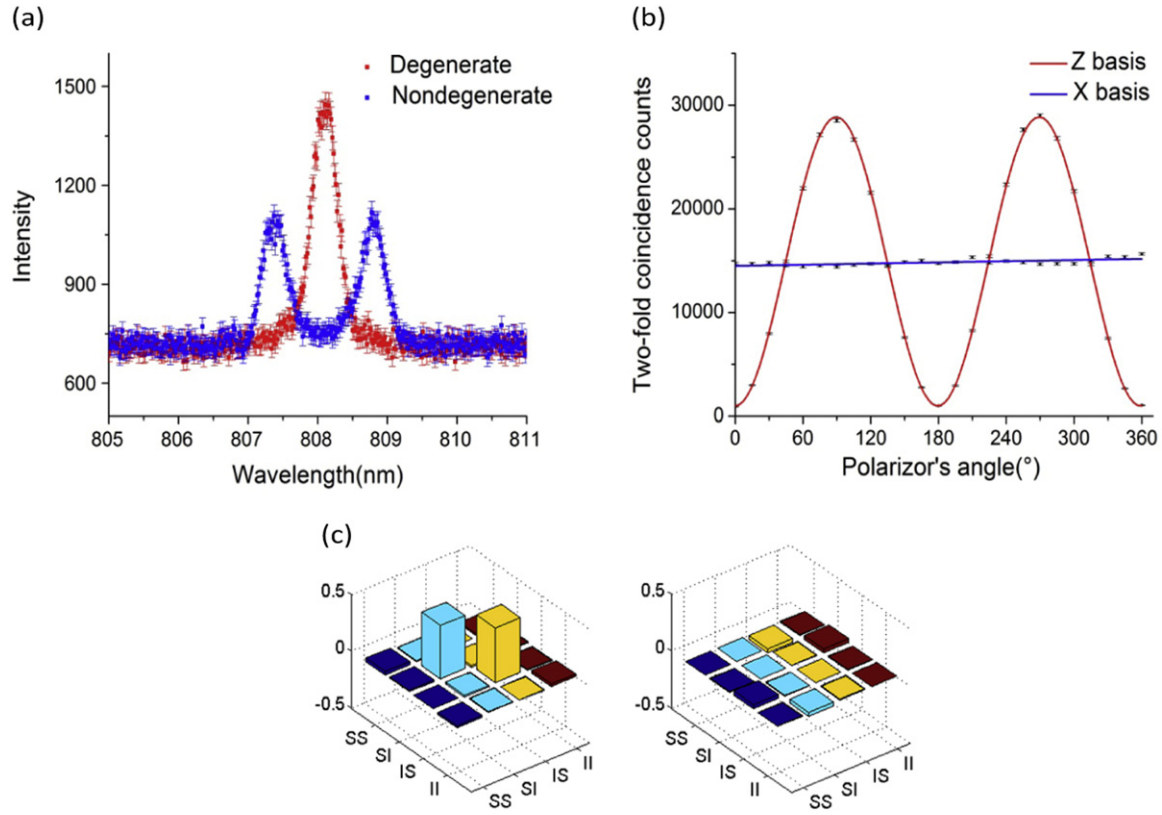 (a)
Degenerate
Nondegenerate
1500
1200
900
600
Intensity
805 806 807 808 809 810 811
Wavelength(nm)
(b)
Z basis
X basis
30000
20000
10000
0
Two-fold coincidence counts
0 60 120 180 240 300 360
Polarizor's angle(°)
(c)
0.5
0
-0.5
SS
SI
IS
II
SS
SI
IS
II
0.5
0
-0.5
SS
SI
IS
II
SS
SI
IS
II